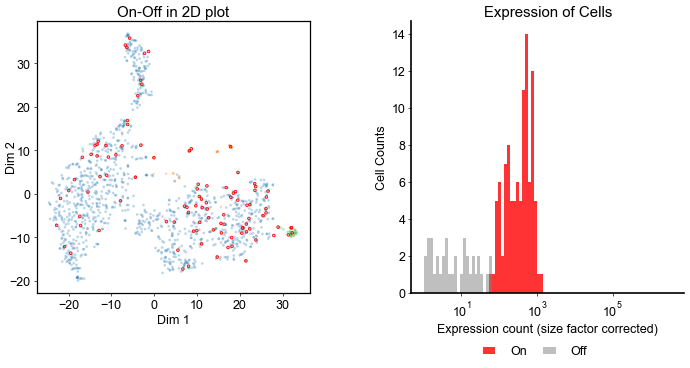 On-Off in 2D plot
Dim 2
30
20
10
0
−10
−20
−20 −10 0 10 20 30
Dim 1
Expression of Cells
Cell Counts
14
12
10
8
6
4
2
0
10¹ 10³ 10⁵
Expression count (size factor corrected)
On Off